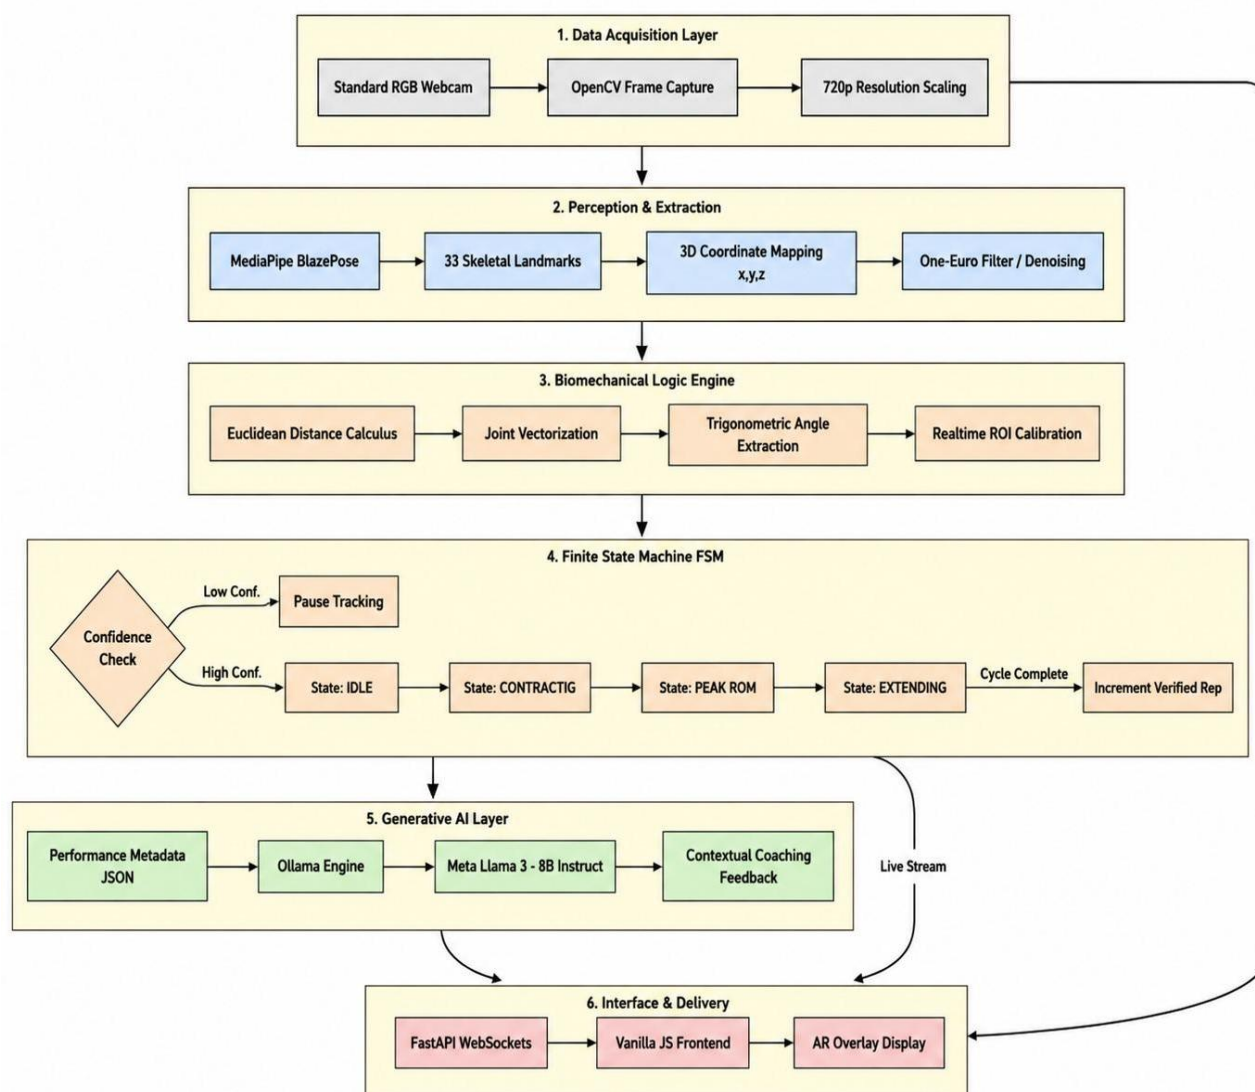 1. Data Acquisition Layer
Standard RGB Webcam
OpenCV Frame Capture
720p Resolution Scaling
2. Perception & Extraction
MediaPipe BlazePose
33 Skeletal Landmarks
3D Coordinate Mapping
x,y,z
One-Euro Filter / Denoising
3. Biomechanical Logic Engine
Euclidean Distance Calculus
Joint Vectorization
Trigonometric Angle
Extraction
Realtime ROI Calibration
4. Finite State Machine FSM
Confidence
Check
Low Conf.
Pause Tracking
High Conf.
State: IDLE
State: CONTRACTIG
State: PEAK ROM
State: EXTENDING
Cycle Complete
Increment Verified Rep
5. Generative AI Layer
Performance Metadata
JSON
Ollama Engine
Meta Llama 3 - 8B Instruct
Contextual Coaching
Feedback
Live Stream
6. Interface & Delivery
FastAPI WebSockets
Vanilla JS Frontend
AR Overlay Display